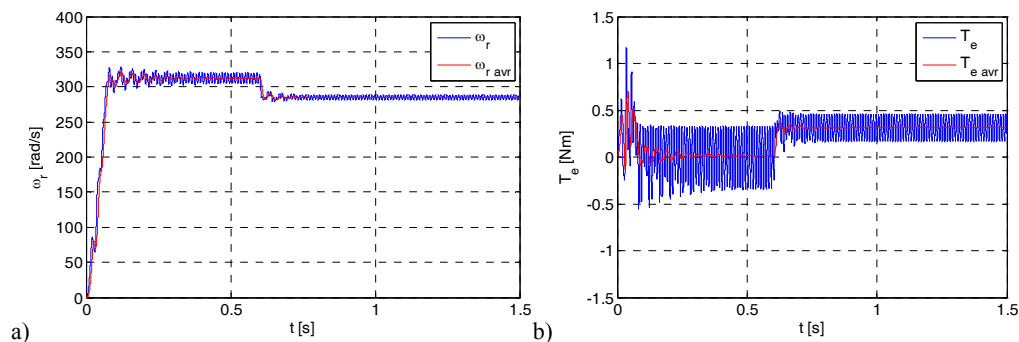 400
350
300
250
200
150
100
50
0
ω_r [rad/s]
0 0.5 1 1.5
t [s]
ω_r
ω_r avr
a)
1.5
1
0.5
0
-0.5
-1
-1.5
T_e [Nm]
0 0.5 1 1.5
t [s]
T_e
T_e avr
b)